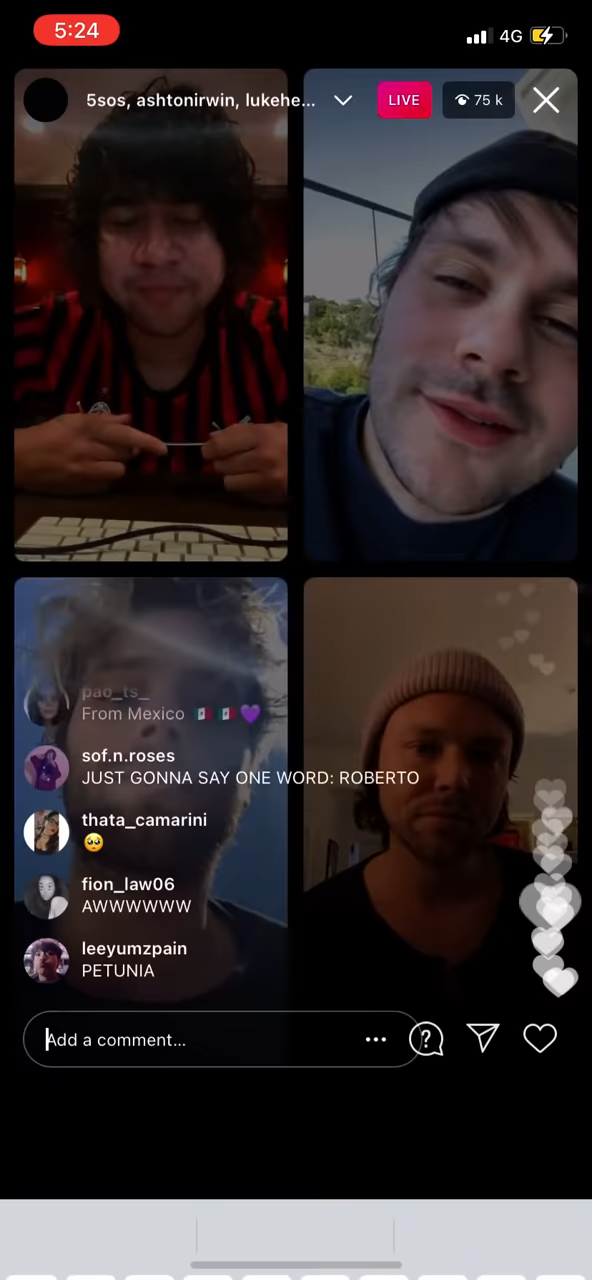 5:24
4G
5sos, ashtonirwin, lukehe...
LIVE
75 k
pao_ts_
From Mexico 🇲🇽 🇲🇽 💜
sof.n.roses
JUST GONNA SAY ONE WORD: ROBERTO
thata_camarini
🥺
fion_law06
AWWWWWW
leeyumzpain
PETUNIA
Add a comment...